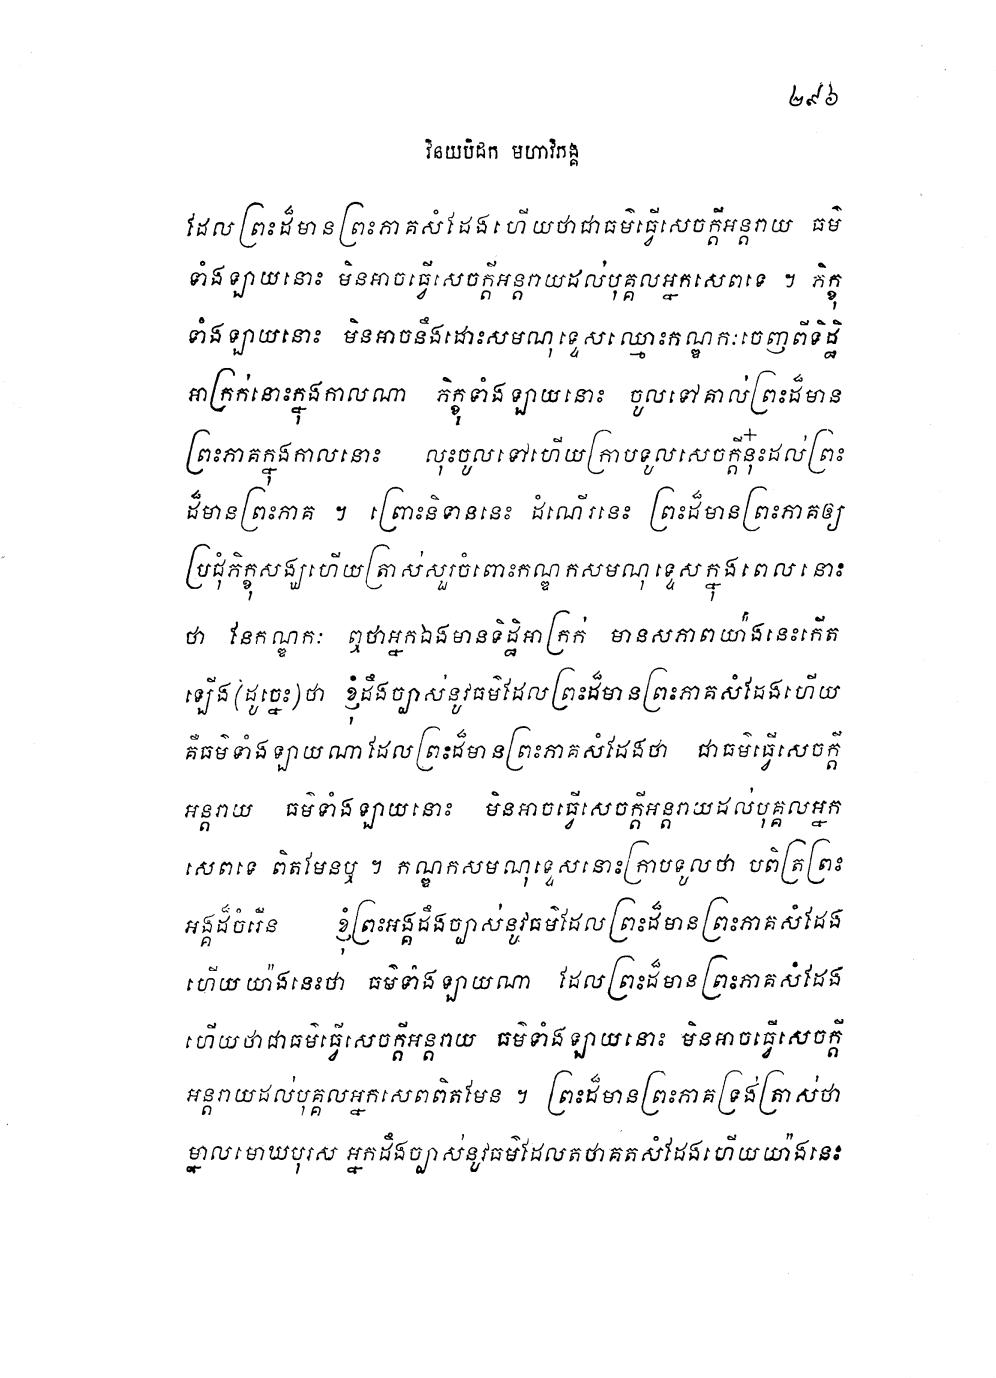 ២៩៦
វិនយបិដក មហាវិភង្គ
ដែលព្រះដ៏មានព្រះភាគសំដែងហើយថាជាធម៌ធ្វើសេចក្ដីអន្តរាយ ធម៌
ទាំងឡាយនោះ មិនអាចធ្វើសេចក្ដីអន្តរាយដល់បុគ្គលអ្នកសេពទេ ។ ភិក្ខុ
ទាំងឡាយនោះ មិនអាចនឹងដោះសមណុទ្ទេសឈ្មោះកណ្ឌកៈចេញពីទិដ្ឋិ
អាក្រក់នោះក្នុងកាលណា ភិក្ខុទាំងឡាយនោះ ចូលទៅគាល់ព្រះដ៏មាន
ព្រះភាគក្នុងកាលនោះ លុះចូលទៅហើយក្រាបទូលសេចក្ដីនុ៎ះដល់ព្រះ
ដ៏មានព្រះភាគ ។ ព្រោះនិទាននេះ ដំណើរនេះ ព្រះដ៏មានព្រះភាគឲ្យ
ប្រជុំភិក្ខុសង្ឃហើយត្រាស់សួរចំពោះកណ្ឌកសមណុទ្ទេសក្នុងពេលនោះ
ថា នែកណ្ឌកៈ ឮថាអ្នកឯងមានទិដ្ឋិអាក្រក់ មានសភាពយ៉ាងនេះកើត
ឡើង(ដូច្នេះ)ថា ខ្ញុំដឹងច្បាស់នូវធម៌ដែលព្រះដ៏មានព្រះភាគសំដែងហើយ
គឺធម៌ទាំងឡាយណាដែលព្រះដ៏មានព្រះភាគសំដែងថា ជាធម៌ធ្វើសេចក្ដី
អន្តរាយ ធម៌ទាំងឡាយនោះ មិនអាចធ្វើសេចក្ដីអន្តរាយដល់បុគ្គលអ្នក
សេពទេ ពិតមែនឬ ។ កណ្ឌកសមណុទ្ទេសនោះក្រាបទូលថា បពិត្រព្រះ
អង្គដ៏ចំរើន ខ្ញុំព្រះអង្គដឹងច្បាស់នូវធម៌ដែលព្រះដ៏មានព្រះភាគសំដែង
ហើយយ៉ាងនេះថា ធម៌ទាំងឡាយណា ដែលព្រះដ៏មានព្រះភាគសំដែង
ហើយថាជាធម៌ធ្វើសេចក្ដីអន្តរាយ ធម៌ទាំងឡាយនោះ មិនអាចធ្វើសេចក្ដី
អន្តរាយដល់បុគ្គលអ្នកសេពពិតមែន ។ ព្រះដ៏មានព្រះភាគទ្រង់ត្រាស់ថា
ម្នាលមោឃបុរស អ្នកដឹងច្បាស់នូវធម៌ដែលតថាគតសំដែងហើយយ៉ាងនេះ